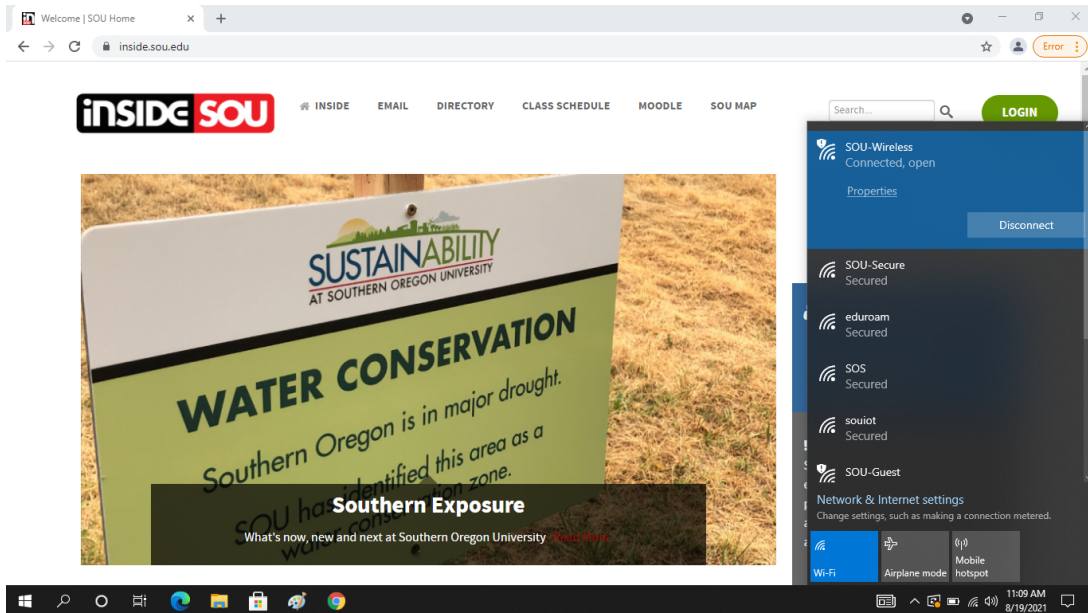 Welcome | SOU Home
inside.sou.edu
Error
inSIDE SOU
INSIDE EMAIL DIRECTORY CLASS SCHEDULE MOODLE SOU MAP
Search...
LOGIN
SUSTAINABILITY
AT SOUTHERN OREGON UNIVERSITY
WATER CONSERVATION
Southern Oregon is in major drought.
SOU has identified this area as a
water conservation zone.
Southern Exposure
What's now, new and next at Southern Oregon University Read More
SOU-Wireless
Connected, open
Properties
Disconnect
SOU-Secure
Secured
eduroam
Secured
SOS
Secured
souiot
Secured
SOU-Guest
Network & Internet settings
Change settings, such as making a connection metered.
Wi-Fi
Airplane mode
Mobile
hotspot
11:09 AM
8/19/2021